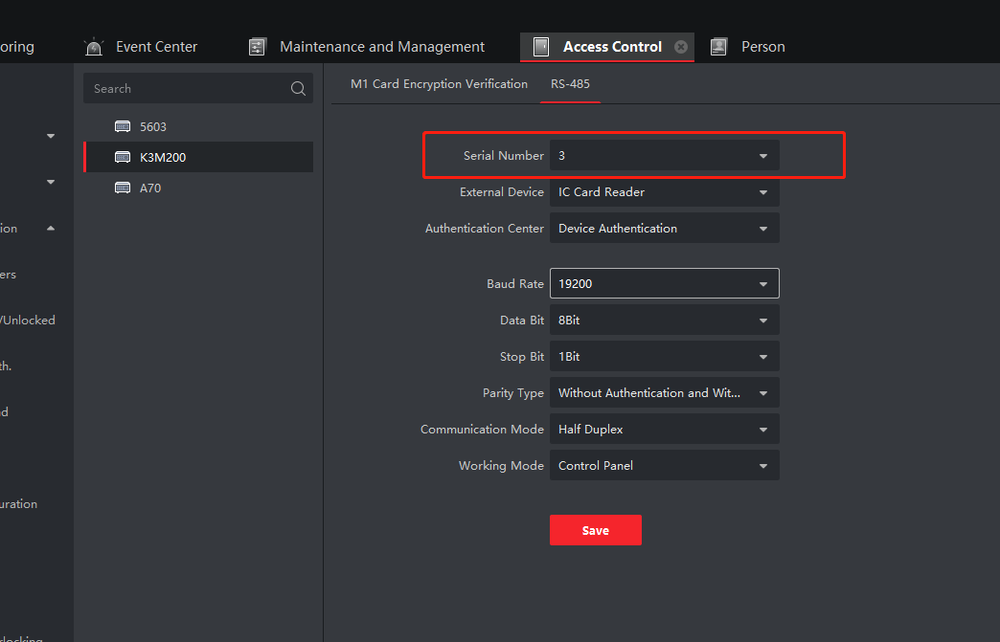 oring Event Center Maintenance and Management Access Control Person
Search
5603
K3M200
A70
ion
ers
/Unlocked
th.
nd
uration
rlocking
M1 Card Encryption Verification RS-485
Serial Number 3
External Device IC Card Reader
Authentication Center Device Authentication
Baud Rate 19200
Data Bit 8Bit
Stop Bit 1Bit
Parity Type Without Authentication and Wit...
Communication Mode Half Duplex
Working Mode Control Panel
Save